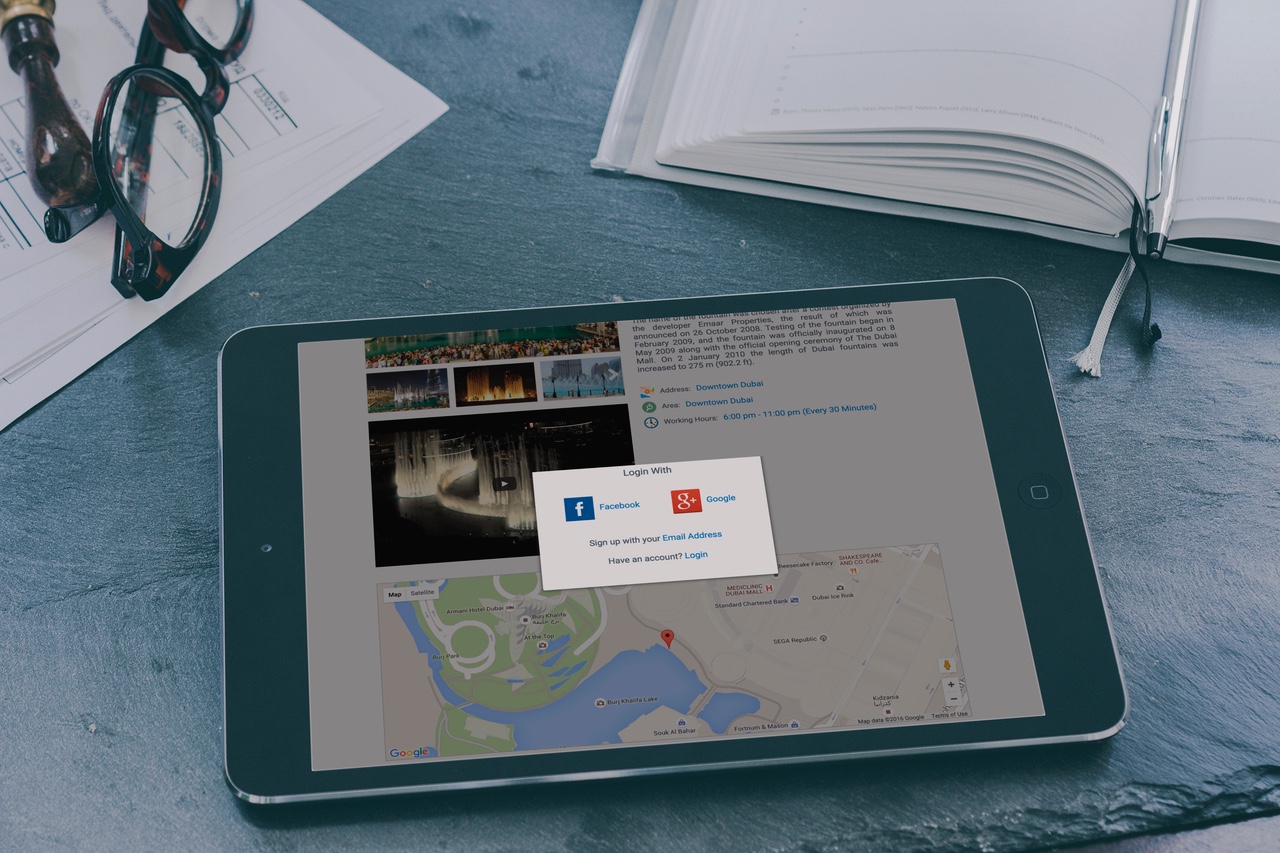 0330212
The name of the fountain was chosen after a contest organized by
the developer Emaar Properties, the result of which was
announced on 26 October 2008. Testing of the fountain began in
February 2009, and the fountain was officially inaugurated on 8
May 2009 along with the official opening ceremony of The Dubai
Mall. On 2 January 2010 the length of Dubai fountains was
increased to 275 m (902.2 ft).
Address: Downtown Dubai
Area: Downtown Dubai
Working Hours: 6:00 pm - 11:00 pm (Every 30 Minutes)
Login With
f Facebook
g+ Google
Sign up with your Email Address
Have an account? Login
Map Satellite
Cheesecake Factory
SHAKESPEARE
AND CO. Cafe...
MEDICLINIC
DUBAI MALL
H
Standard Chartered Bank
Dubai Ice Rink
Armani Hotel Dubai
Burj Khalifa
برج خليفة
At the Top
Burj Park
SEGA Republic
Burj Khalifa Lake
Kidzania
كدزانيا
Souk Al Bahar
Fortnum & Mason
+
−
Google
Map data ©2016 Google
Terms of Use